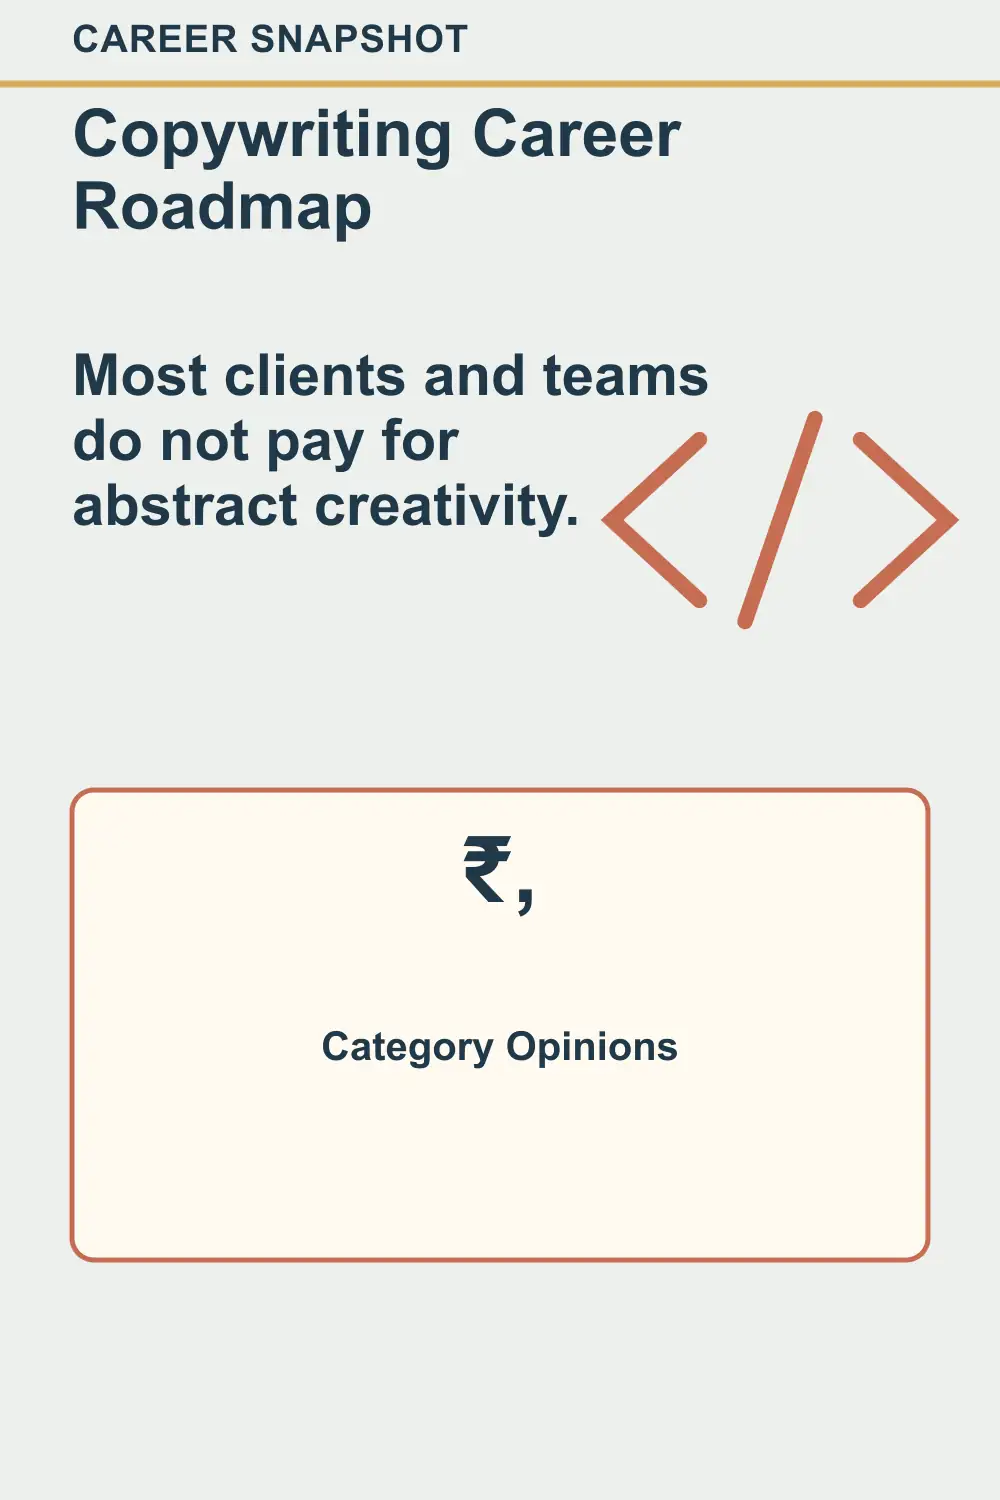 CAREER SNAPSHOT
Copywriting Career
Roadmap
Most clients and teams
do not pay for
abstract creativity.
</>
₹,
Category Opinions